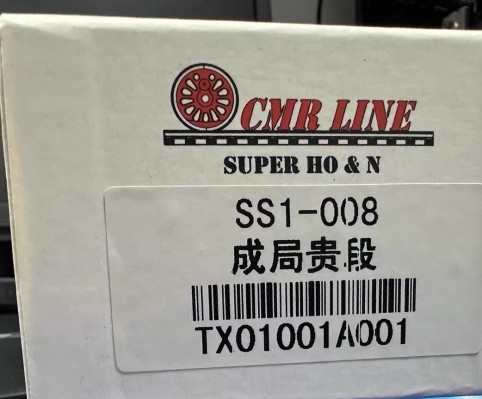 CMR LINE
SUPER HO & N
SS1-008
成局贵段
TX01001A001